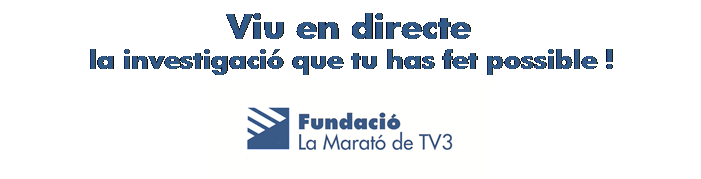 Viu en directe
la investigació que tu has fet possible !
Fundació
La Marató de TV3